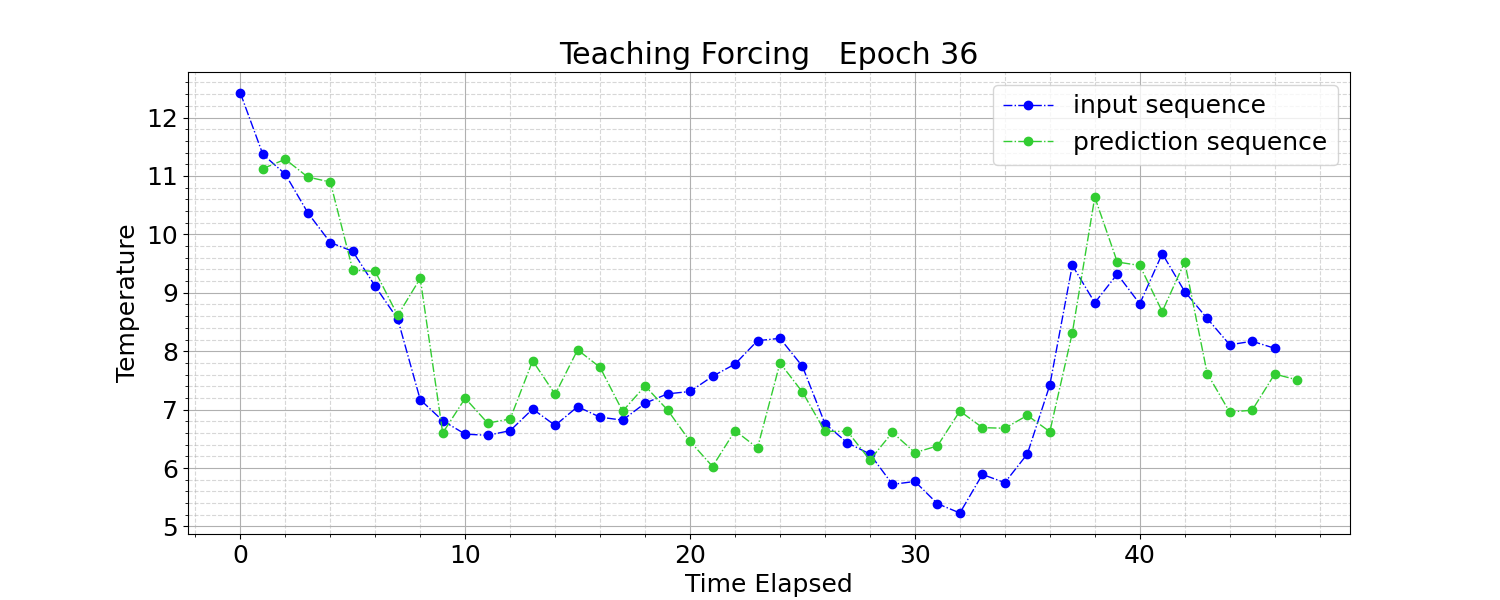 Teaching Forcing   Epoch 36
input sequence
prediction sequence
12
11
10
9
8
7
6
5
Temperature
0 10 20 30 40
Time Elapsed